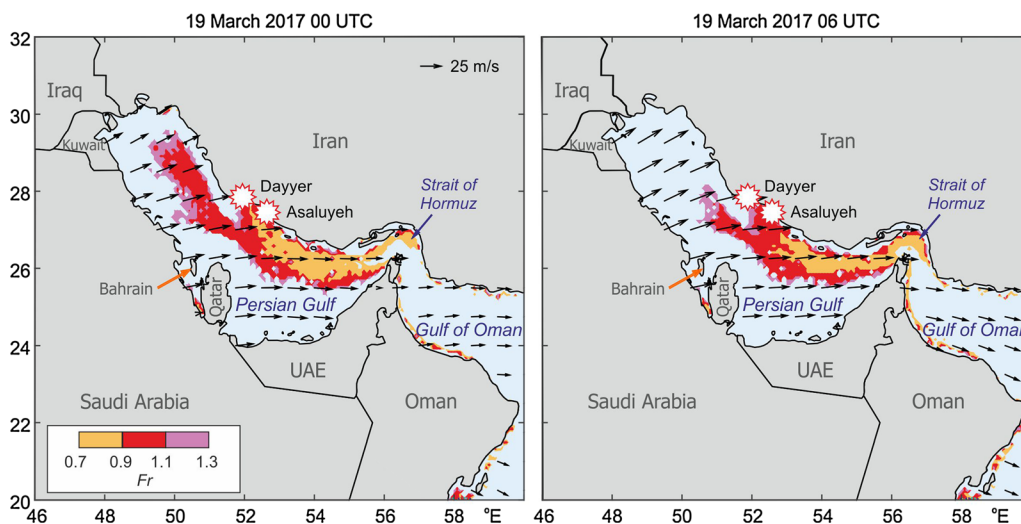 19 March 2017 00 UTC
32
30
28
26
24
22
20
46
48
50
52
54
56
°E
25 m/s
Iraq
Kuwait
Iran
Dayyer
Asaluyeh
Strait of
Hormuz
Bahrain
Qatar
Persian Gulf
Gulf of Oman
UAE
Saudi Arabia
Oman
0.7
0.9
1.1
1.3
Fr
19 March 2017 06 UTC
46
48
50
52
54
56
58
°E
Iraq
Kuwait
Iran
Dayyer
Asaluyeh
Strait of
Hormuz
Bahrain
Qatar
Persian Gulf
Gulf of Oman
UAE
Saudi Arabia
Oman